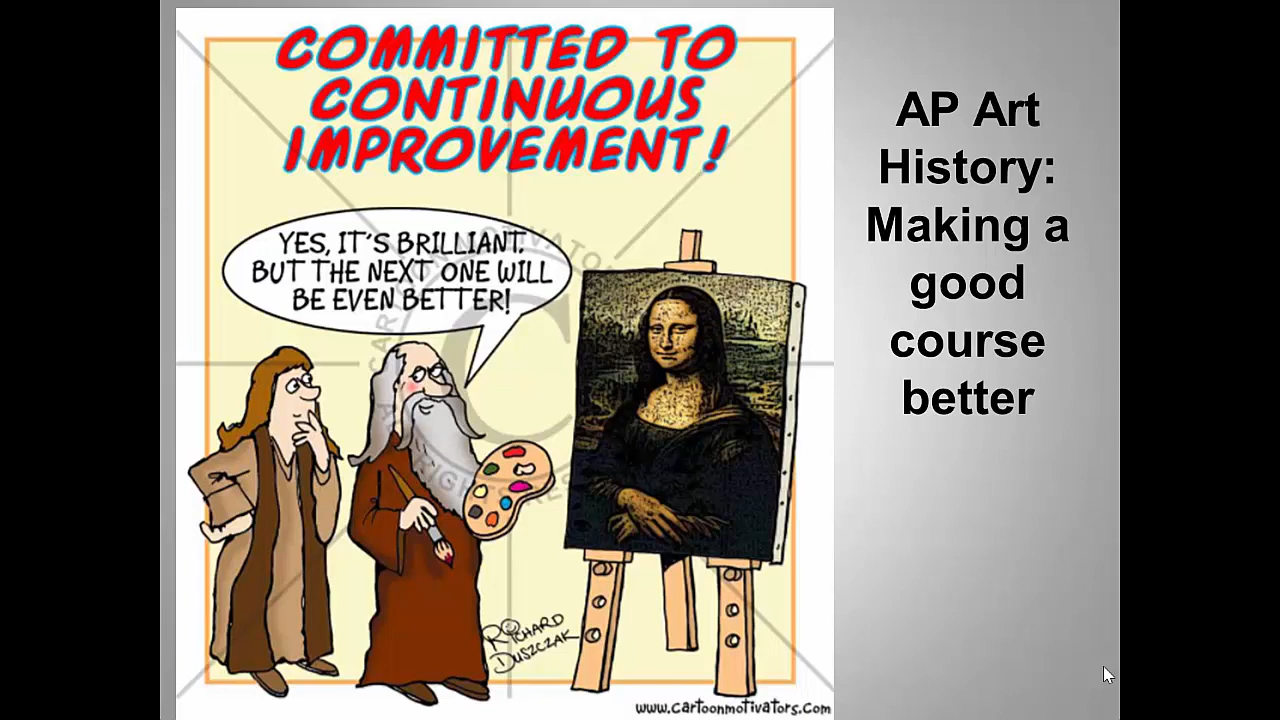 COMMITTED TO
CONTINUOUS
IMPROVEMENT!
YES, IT'S BRILLIANT.
BUT THE NEXT ONE WILL
BE EVEN BETTER!
RICHARD
DUSZCZAK
www.cartoonmotivators.com
AP Art
History:
Making a
good
course
better